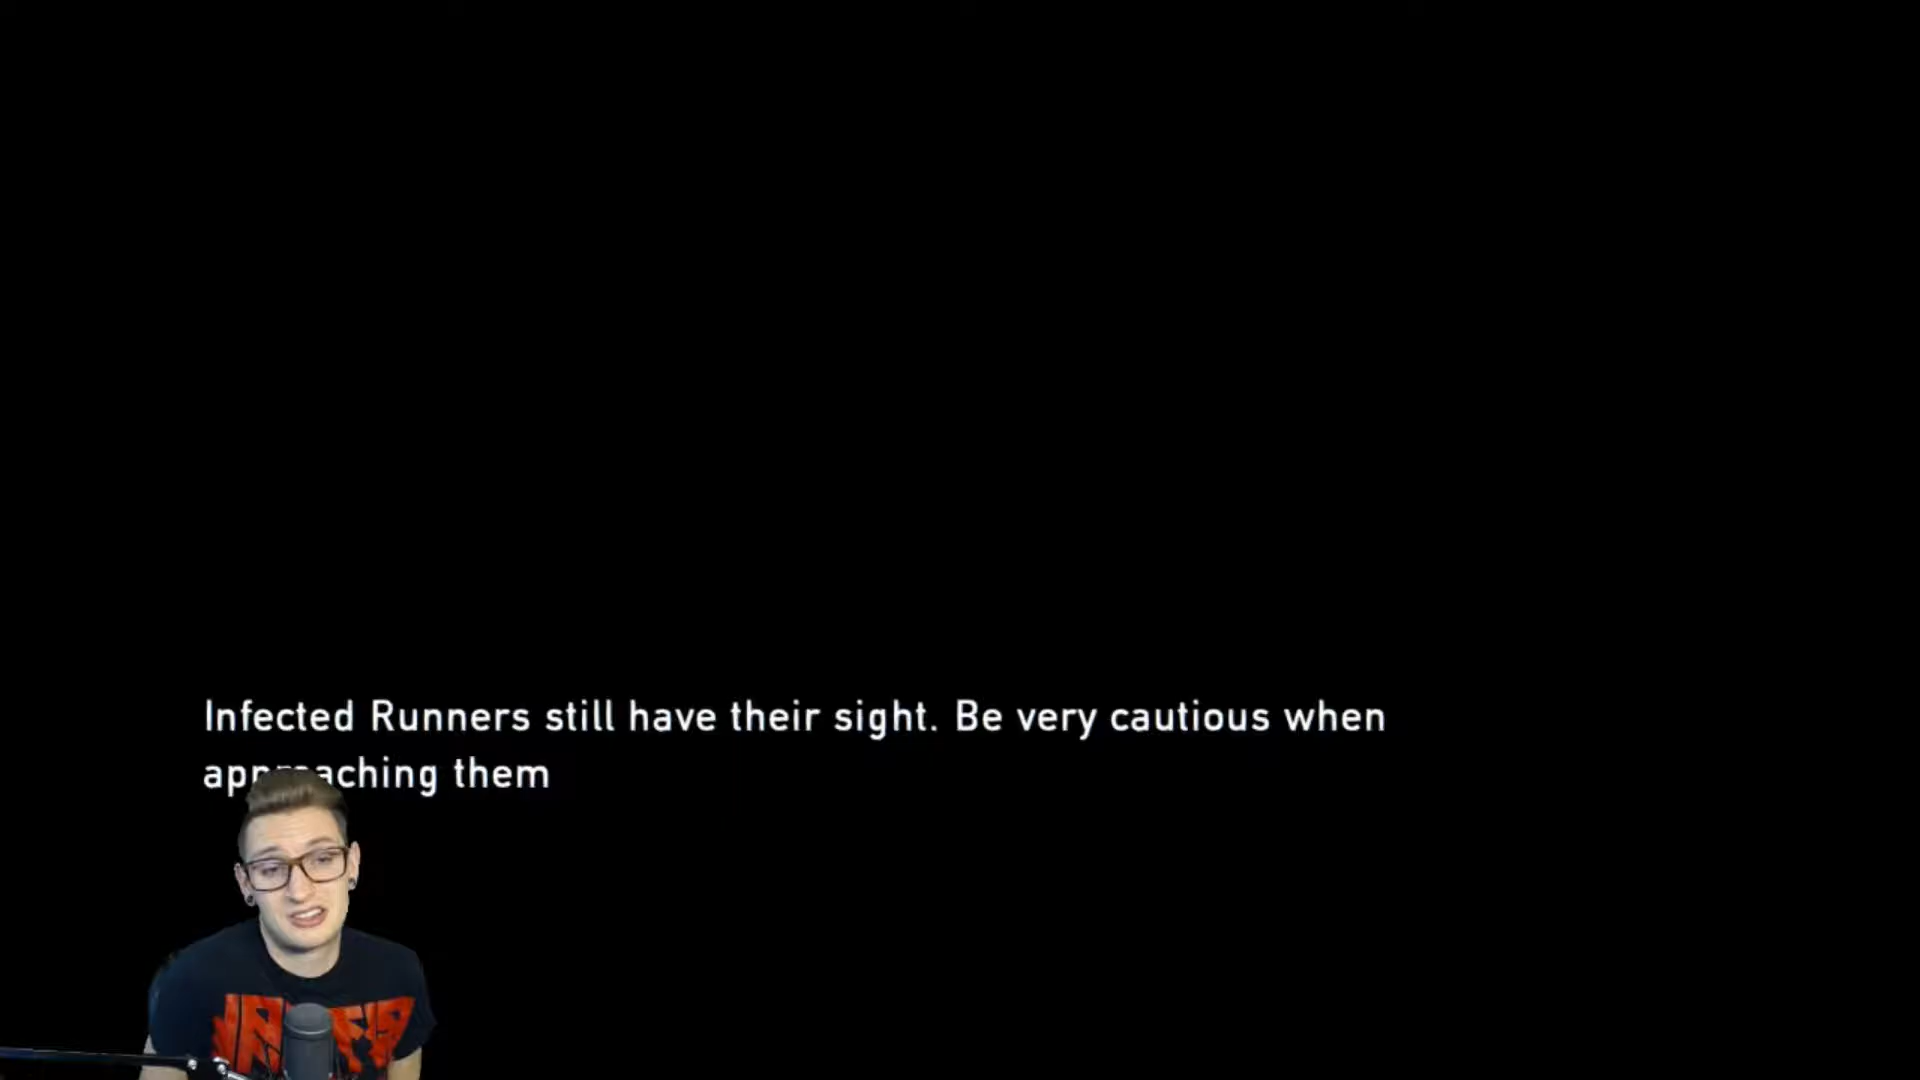 Infected Runners still have their sight. Be very cautious when
approaching them